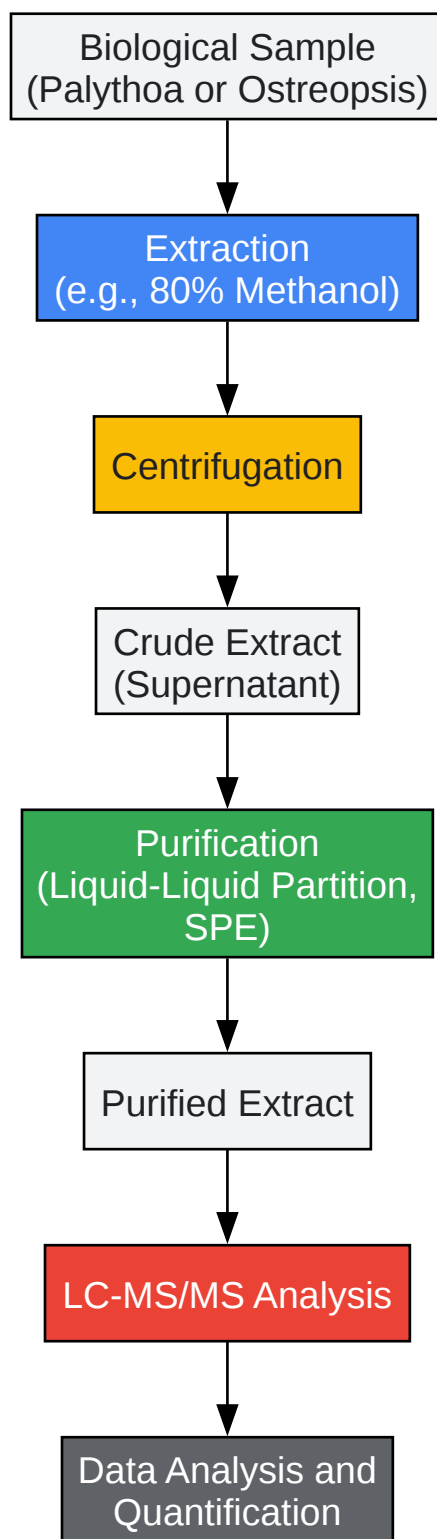 Biological Sample
(Palythoa or Ostreopsis)
Extraction
(e.g., 80% Methanol)
Centrifugation
Crude Extract
(Supernatant)
Purification
(Liquid-Liquid Partition,
SPE)
Purified Extract
LC-MS/MS Analysis
Data Analysis and
Quantification